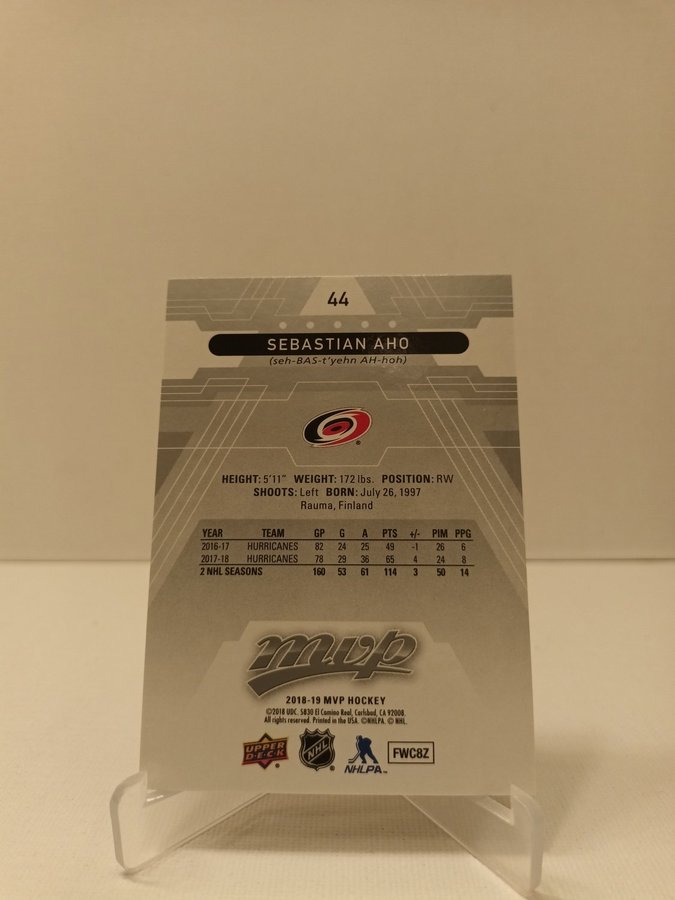 44
SEBASTIAN AHO
(seh-BAS-t'yehn AH-hoh)
HEIGHT: 5'11" WEIGHT: 172 lbs. POSITION: RW
SHOOTS: Left BORN: July 26, 1997
Rauma, Finland
YEAR TEAM GP G A PTS +/- PIM PPG
2016-17 HURRICANES 82 24 25 49 -1 26 6
2017-18 HURRICANES 78 29 36 65 4 24 8
2 NHL SEASONS 160 53 61 114 3 50 14
mvp
2018-19 MVP HOCKEY
©2018 UDC. 5830 El Camino Real, Carlsbad, CA 92008.
All rights reserved. Printed in the USA. ©NHLPA. © NHL.
UPPER DECK
NHL
NHLPA™
FWC8Z